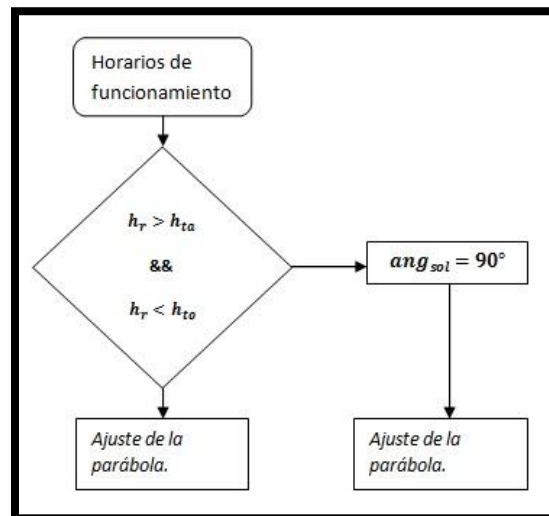 Horarios de
funcionamiento
h_r > h_ta
&&
h_r < h_to
ang_sol = 90°
Ajuste de la
parábola.
Ajuste de la
parábola.